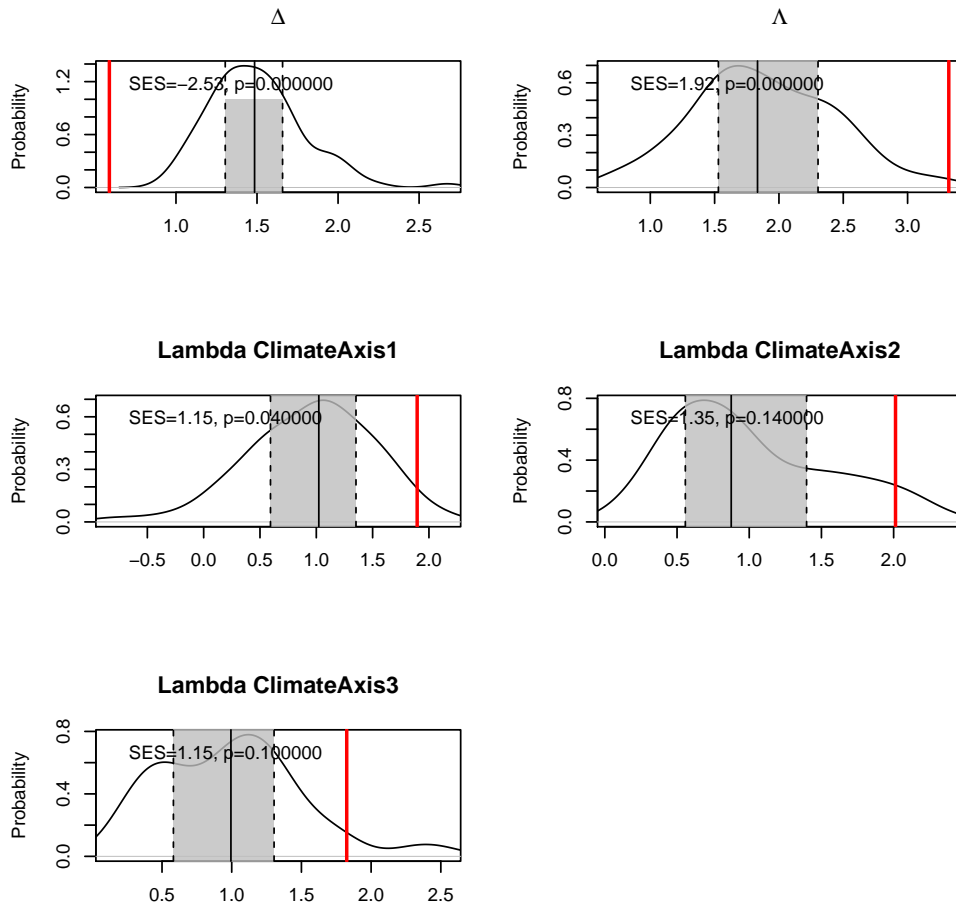 Δ
SES=−2.53, p=0.000000
Probability
0.0 0.6 1.2
1.0 1.5 2.0 2.5
Λ
SES=1.92, p=0.000000
Probability
0.0 0.3 0.6
1.0 1.5 2.0 2.5 3.0
Lambda ClimateAxis1
SES=1.15, p=0.040000
Probability
0.0 0.3 0.6
−0.5 0.0 0.5 1.0 1.5 2.0
Lambda ClimateAxis2
SES=1.35, p=0.140000
Probability
0.0 0.4 0.8
0.0 0.5 1.0 1.5 2.0
Lambda ClimateAxis3
SES=1.15, p=0.100000
Probability
0.0 0.4 0.8
0.5 1.0 1.5 2.0 2.5